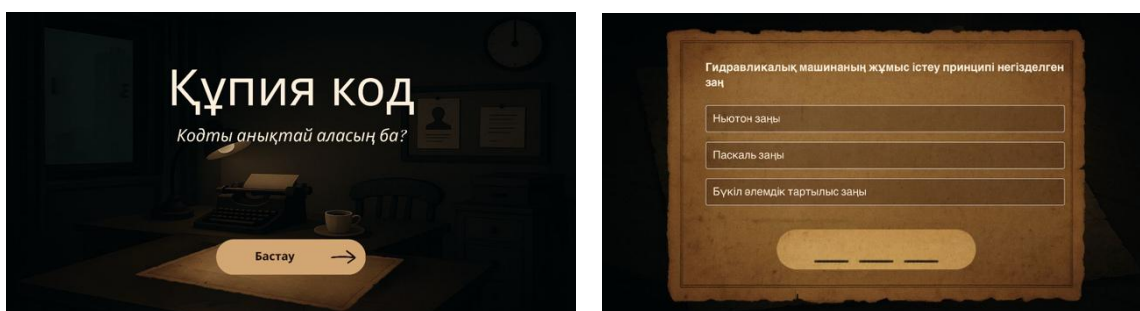 Құпия код
Кодты анықтай аласың ба?
Бастау
Гидравликалық машинаның жұмыс істеу принципі негізделген
заң
Ньютон заңы
Паскаль заңы
Бүкіл әлемдік тартылыс заңы